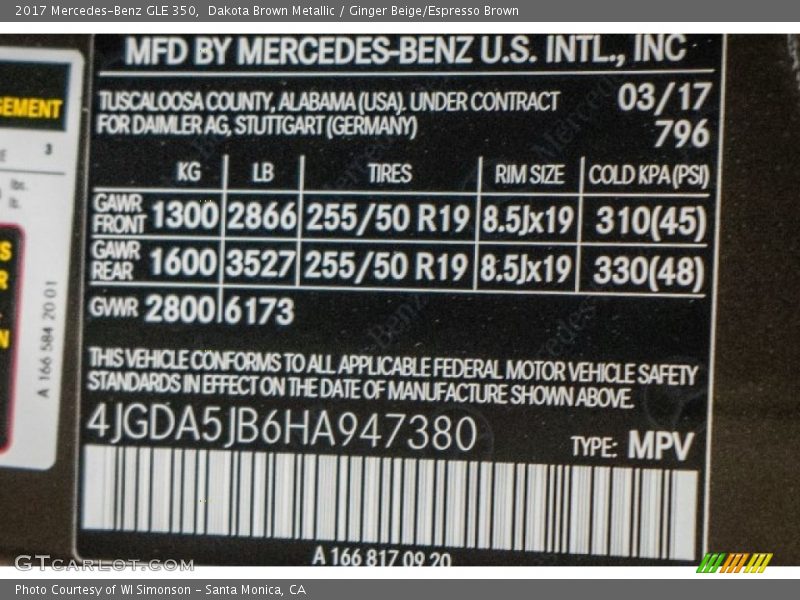 2017 Mercedes-Benz GLE 350, Dakota Brown Metallic / Ginger Beige/Espresso Brown
MFD BY MERCEDES-BENZ U.S. INTL., INC
TUSCALOOSA COUNTY, ALABAMA (USA). UNDER CONTRACT 03/17
FOR DAIMLER AG, STUTTGART (GERMANY) 796
KG LB TIRES RIM SIZE COLD KPA (PSI)
GAWR FRONT 1300 2866 255/50 R19 8.5Jx19 310(45)
GAWR REAR 1600 3527 255/50 R19 8.5Jx19 330(48)
GWR 2800 6173
THIS VEHICLE CONFORMS TO ALL APPLICABLE FEDERAL MOTOR VEHICLE SAFETY
STANDARDS IN EFFECT ON THE DATE OF MANUFACTURE SHOWN ABOVE.
4JGDA5JB6HA947380
TYPE: MPV
A 166 817 09 20
GEMENT
3
lbs.
lb.
A 166 584 20 01
GTCARLOT.COM
Photo Courtesy of WI Simonson - Santa Monica, CA